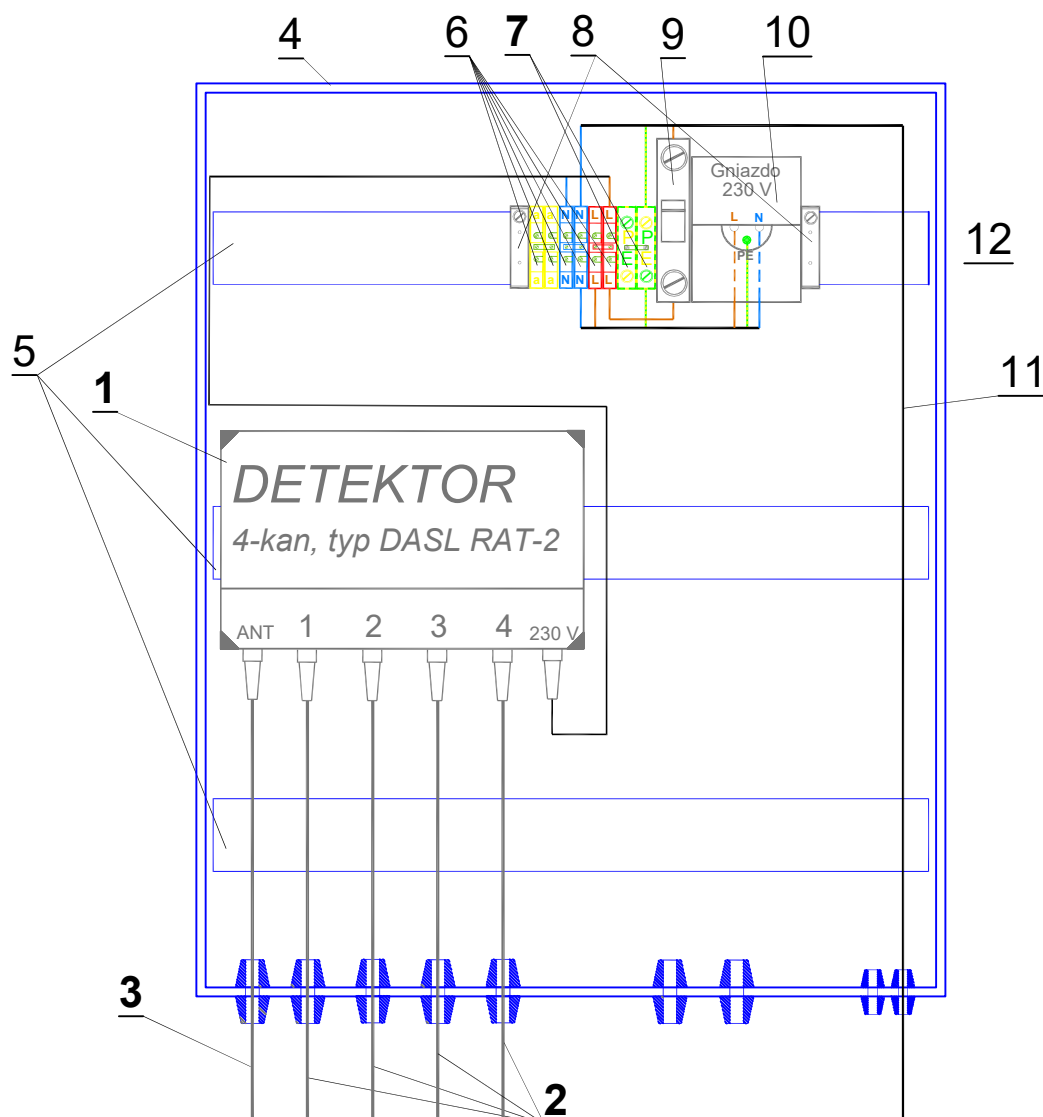 4 6 7 8 9 10
Gniazdo
230 V
L N
PE
a a N N L L P P
E E
a a N N L L
12
5
1
11
DETEKTOR
4-kan, typ DASL RAT-2
ANT 1 2 3 4 230 V
3
2